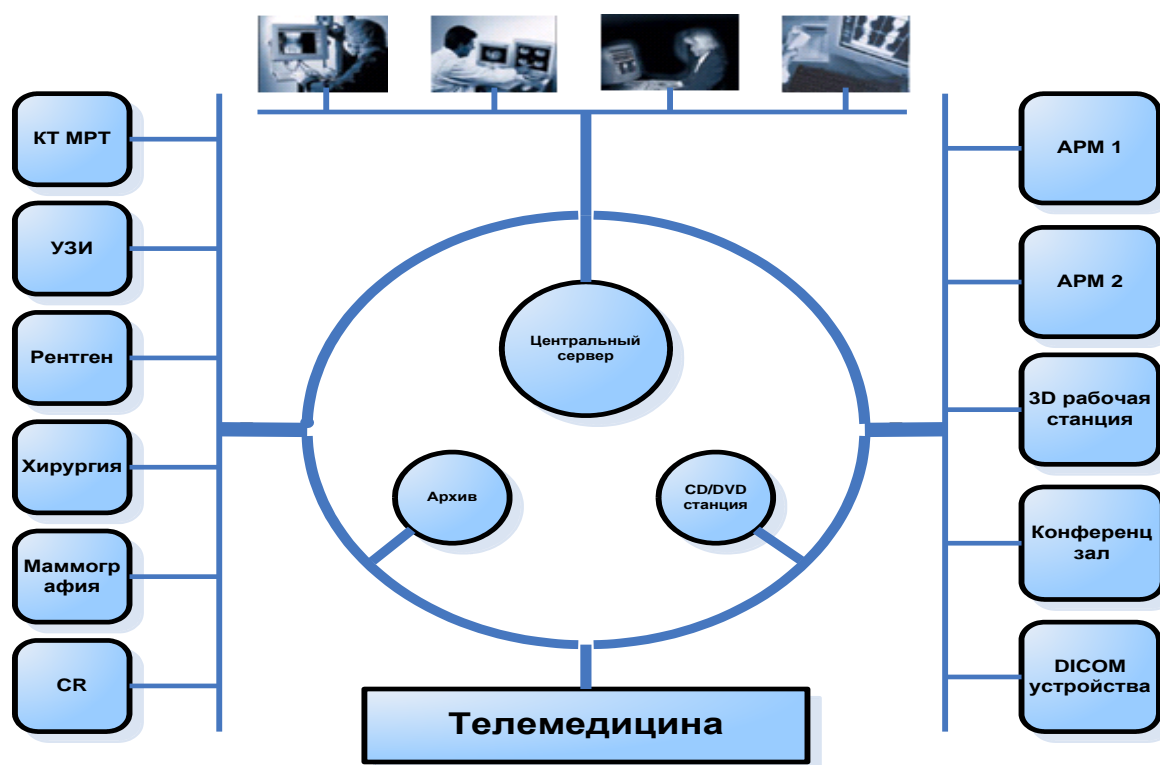 КТ МРТ
УЗИ
Рентген
Хирургия
Маммогр
афия
CR
Центральный
сервер
Архив
CD/DVD
станция
Телемедицина
АРМ 1
АРМ 2
3D рабочая
станция
Конференц
зал
DICOM
устройства